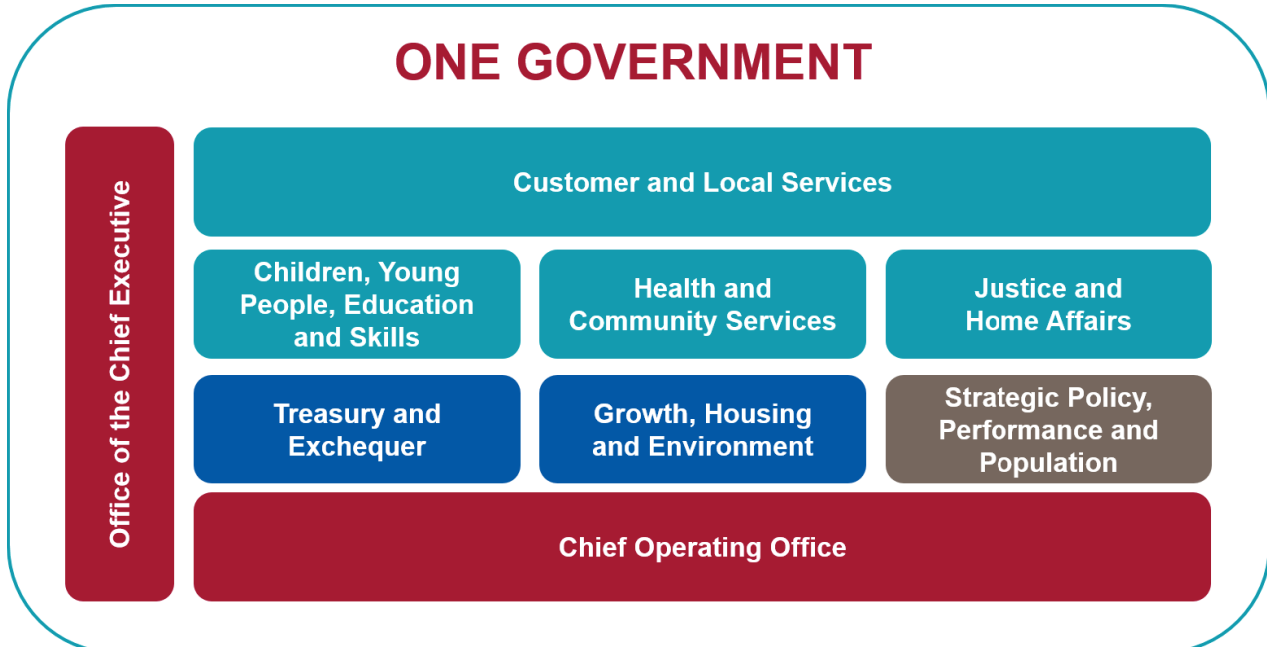 ONE GOVERNMENT
Office of the Chief Executive
Customer and Local Services
Children, Young
People, Education
and Skills
Health and
Community Services
Justice and
Home Affairs
Treasury and
Exchequer
Growth, Housing
and Environment
Strategic Policy,
Performance and
Population
Chief Operating Office